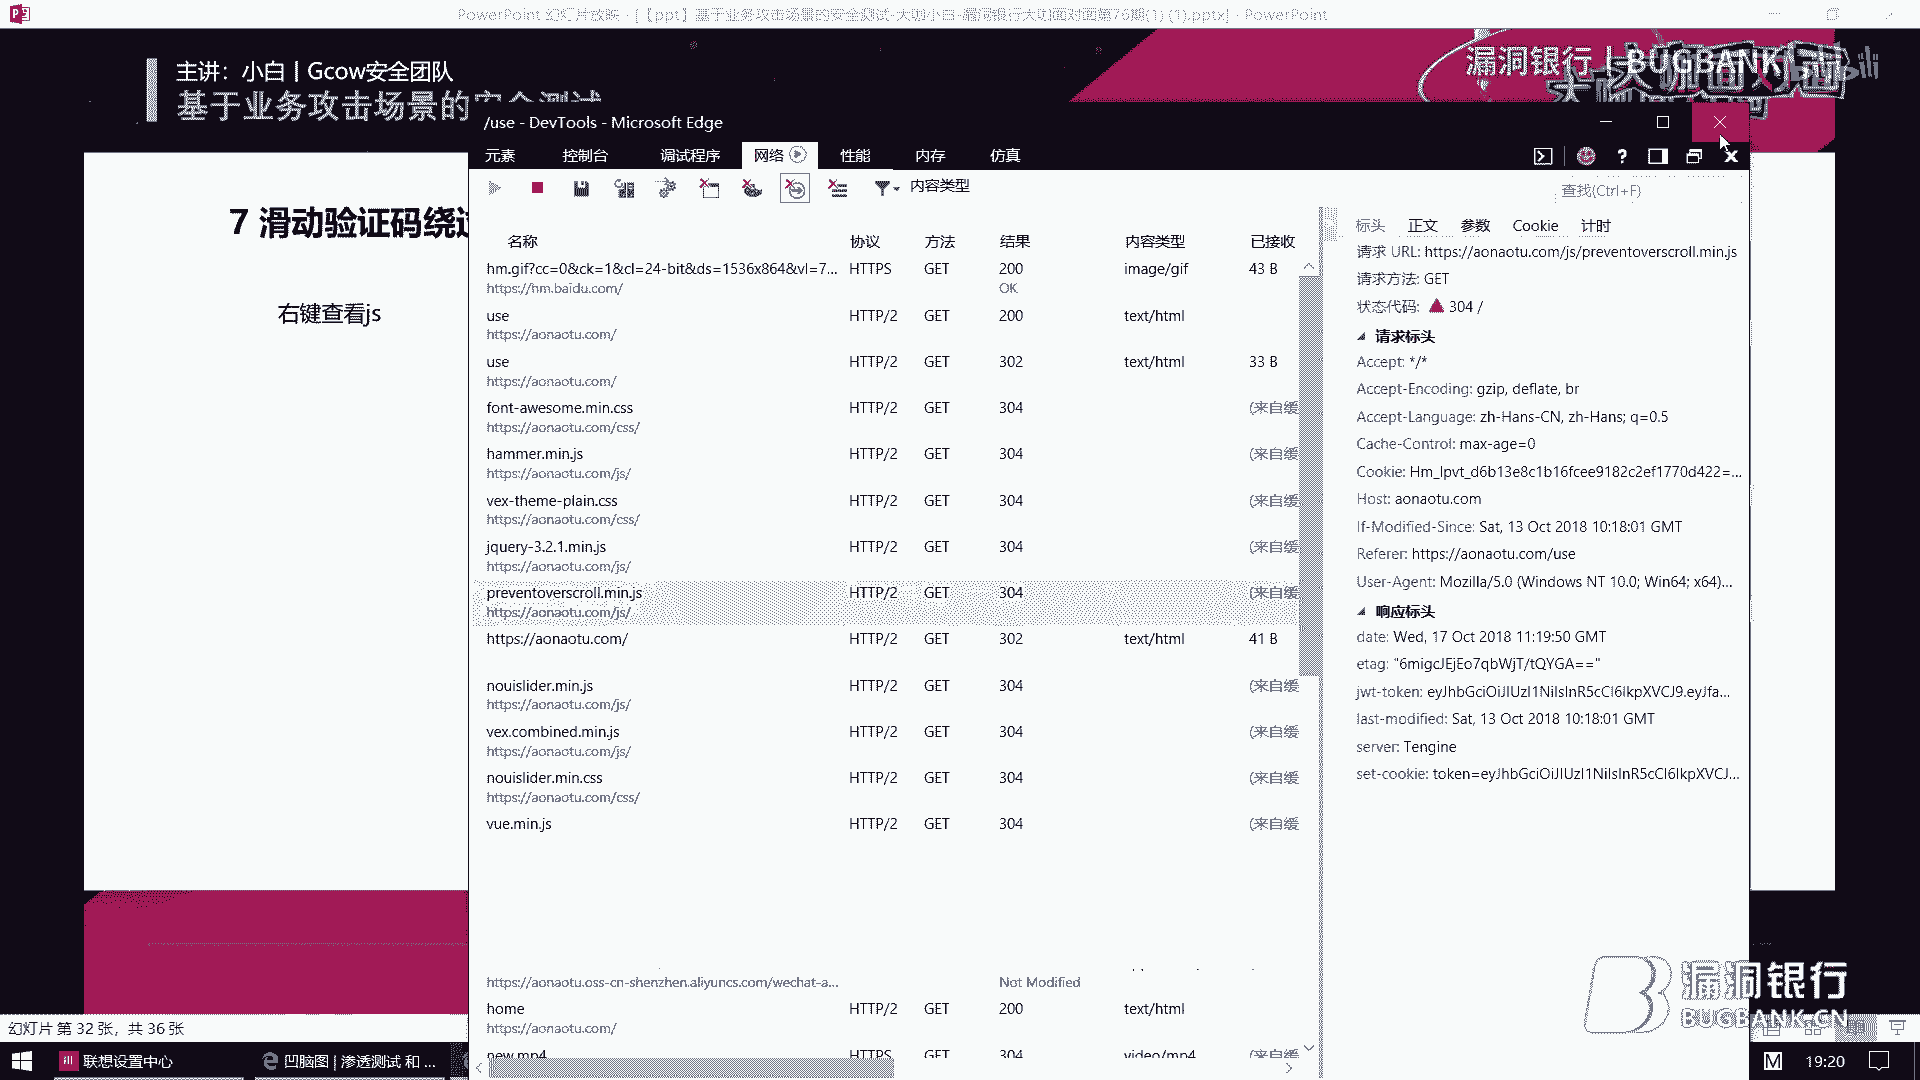 PowerPoint 幻灯片放映 - [【ppt】基于业务攻击场景的安全测试-大咖小白-漏洞银行大咖面对面第76期(1) (1).pptx] - PowerPoint
主讲：小白 | Gcow安全团队
基于业务攻击场景的安全测试
漏洞银行 | BUGBANK
/use - DevTools - Microsoft Edge
元素 控制台 调试程序 网络 性能 内存 仿真
内容类型
查找(Ctrl+F)
7 滑动验证码绕过
右键查看js
名称 协议 方法 结果 内容类型 已接收
hm.gif?cc=0&ck=1&cl=24-bit&ds=1536x864&vl=7... HTTPS GET 200 image/gif 43 B
https://hm.baidu.com/ OK
use HTTP/2 GET 200 text/html
https://aonaotu.com/
use HTTP/2 GET 302 text/html 33 B
https://aonaotu.com/
font-awesome.min.css HTTP/2 GET 304 (来自缓
https://aonaotu.com/css/
hammer.min.js HTTP/2 GET 304 (来自缓
https://aonaotu.com/js/
vex-theme-plain.css HTTP/2 GET 304 (来自缓
https://aonaotu.com/css/
jquery-3.2.1.min.js HTTP/2 GET 304 (来自缓
https://aonaotu.com/js/
preventoverscroll.min.js HTTP/2 GET 304 (来自缓
https://aonaotu.com/js/
https://aonaotu.com/ HTTP/2 GET 302 text/html 41 B
nouislider.min.js HTTP/2 GET 304 (来自缓
https://aonaotu.com/js/
vex.combined.min.js HTTP/2 GET 304 (来自缓
https://aonaotu.com/js/
nouislider.min.css HTTP/2 GET 304 (来自缓
https://aonaotu.com/css/
vue.min.js HTTP/2 GET 304 (来自缓
https://aonaotu.oss-cn-shenzhen.aliyuncs.com/wechat-a... Not Modified
home HTTP/2 GET 200 text/html
https://aonaotu.com/
new.mp4 HTTPS GET 304 video/mp4 (来自缓
标头 正文 参数 Cookie 计时
请求 URL: https://aonaotu.com/js/preventoverscroll.min.js
请求方法: GET
状态代码: 304 /
请求标头
Accept: */*
Accept-Encoding: gzip, deflate, br
Accept-Language: zh-Hans-CN, zh-Hans; q=0.5
Cache-Control: max-age=0
Cookie: Hm_lpvt_d6b13e8c1b16fcee9182c2ef1770d422=...
Host: aonaotu.com
If-Modified-Since: Sat, 13 Oct 2018 10:18:01 GMT
Referer: https://aonaotu.com/use
User-Agent: Mozilla/5.0 (Windows NT 10.0; Win64; x64)...
响应标头
date: Wed, 17 Oct 2018 11:19:50 GMT
etag: "6migcJEjEo7qbWjT/tQYGA=="
jwt-token: eyJhbGciOiJIUzI1NiIsInR5cCI6IkpXVCJ9.eyJfa...
last-modified: Sat, 13 Oct 2018 10:18:01 GMT
server: Tengine
set-cookie: token=eyJhbGciOiJIUzI1NiIsInR5cCI6IkpXVCJ...
漏洞银行
BUGBANK.CN
幻灯片 第 32 张，共 36 张
联想设置中心 凹脑图 | 渗透测试 和 ... M 19:20